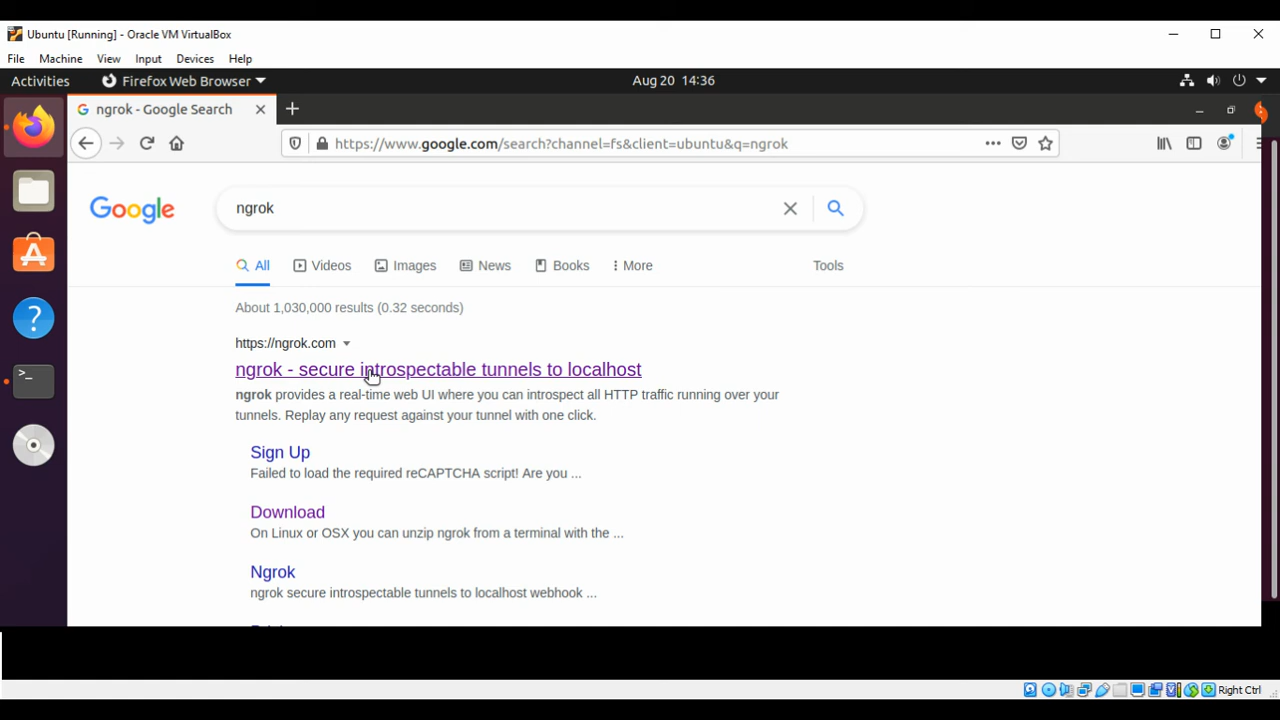 Ubuntu [Running] - Oracle VM VirtualBox
File Machine View Input Devices Help
Activities Firefox Web Browser Aug 20 14:36
ngrok - Google Search
https://www.google.com/search?channel=fs&client=ubuntu&q=ngrok
Google ngrok
All Videos Images News Books More Tools
About 1,030,000 results (0.32 seconds)
https://ngrok.com
ngrok - secure introspectable tunnels to localhost
ngrok provides a real-time web UI where you can introspect all HTTP traffic running over your
tunnels. Replay any request against your tunnel with one click.
Sign Up
Failed to load the required reCAPTCHA script! Are you ...
Download
On Linux or OSX you can unzip ngrok from a terminal with the ...
Ngrok
ngrok secure introspectable tunnels to localhost webhook ...
Right Ctrl